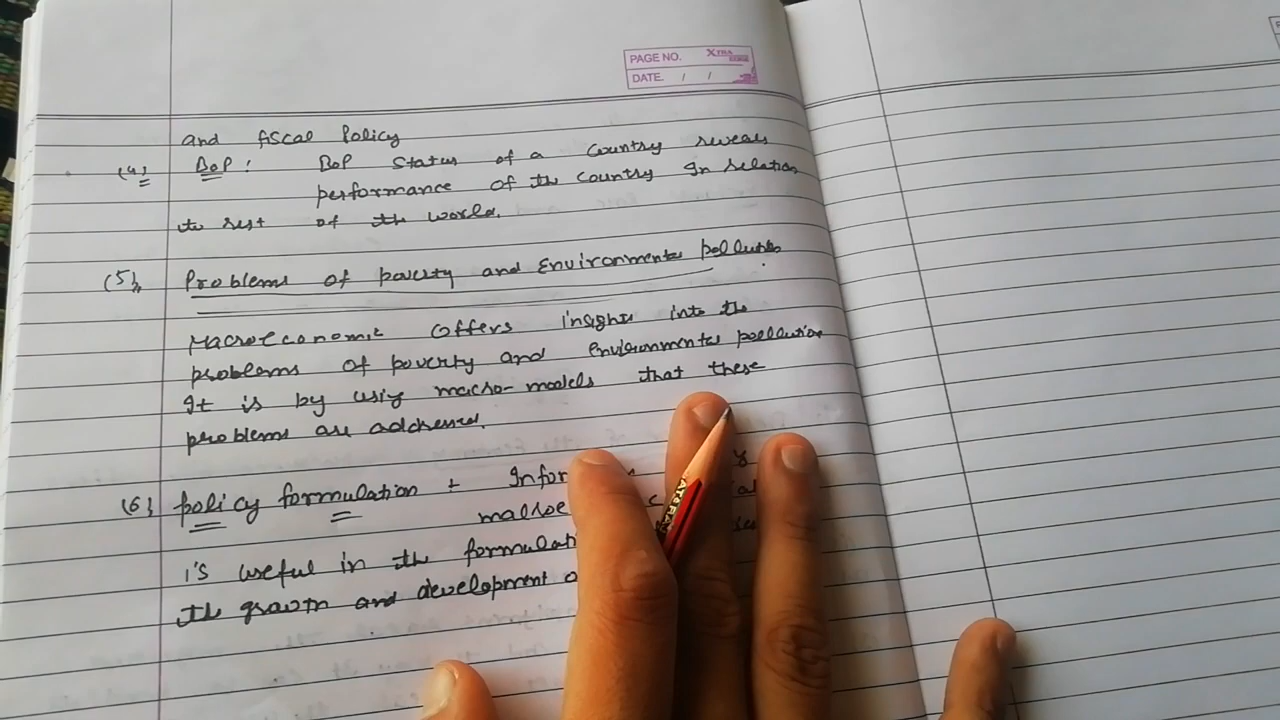 PAGE NO. XTRA
DATE. / /
and fiscal Policy
(4) BoP : BoP Status of a Country reveals
performance of the country In relation
to rest of the world.
(5) Problems of poverty and Environmental pollution
Macroeconomic offers insights into the
problems of poverty and environmental pollution
It is by using macro-models that these
problems are addressed.
(6) policy formulation :
is useful in the
the growth and development